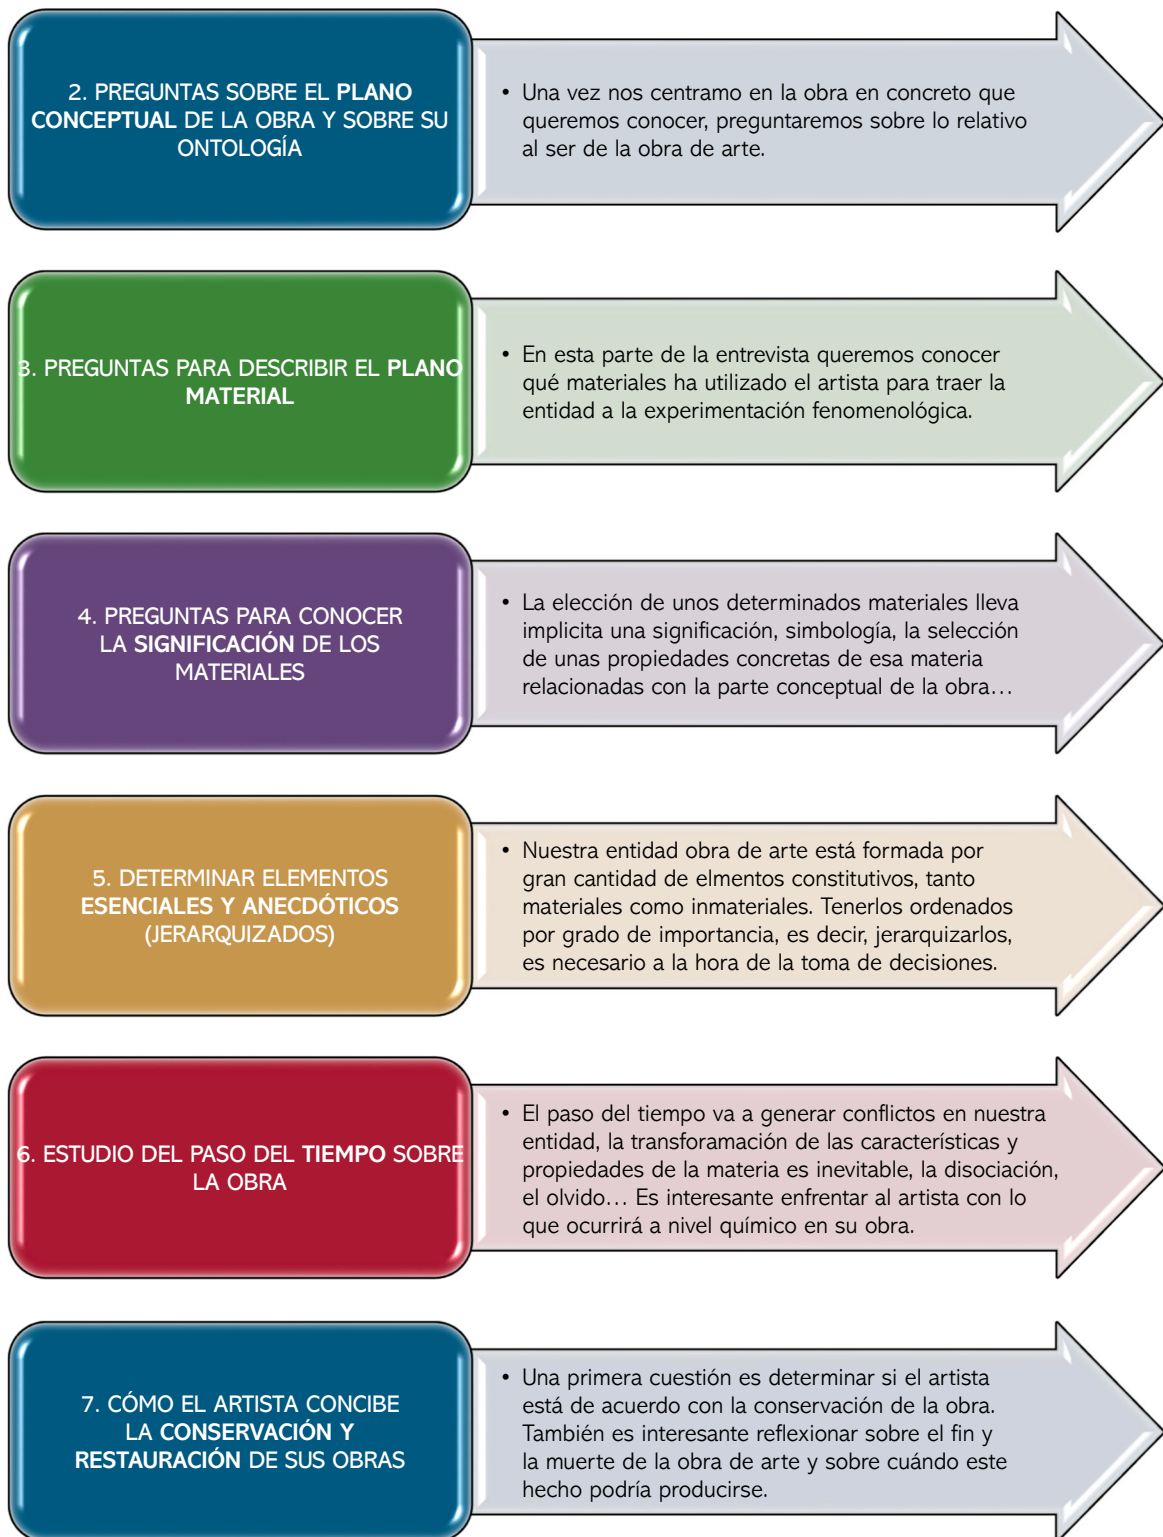 2. PREGUNTAS SOBRE EL PLANO
CONCEPTUAL DE LA OBRA Y SOBRE SU
ONTOLOGÍA
• Una vez nos centramo en la obra en concreto que
queremos conocer, preguntaremos sobre lo relativo
al ser de la obra de arte.
3. PREGUNTAS PARA DESCRIBIR EL PLANO
MATERIAL
• En esta parte de la entrevista queremos conocer
qué materiales ha utilizado el artista para traer la
entidad a la experimentación fenomenológica.
4. PREGUNTAS PARA CONOCER
LA SIGNIFICACIÓN DE LOS
MATERIALES
• La elección de unos determinados materiales lleva
implicita una significación, simbología, la selección
de unas propiedades concretas de esa materia
relacionadas con la parte conceptual de la obra…
5. DETERMINAR ELEMENTOS
ESENCIALES Y ANECDÓTICOS
(JERARQUIZADOS)
• Nuestra entidad obra de arte está formada por
gran cantidad de elmentos constitutivos, tanto
materiales como inmateriales. Tenerlos ordenados
por grado de importancia, es decir, jerarquizarlos,
es necesario a la hora de la toma de decisiones.
6. ESTUDIO DEL PASO DEL TIEMPO SOBRE
LA OBRA
• El paso del tiempo va a generar conflictos en nuestra
entidad, la transforamación de las características y
propiedades de la materia es inevitable, la disociación,
el olvido… Es interesante enfrentar al artista con lo
que ocurrirá a nivel químico en su obra.
7. CÓMO EL ARTISTA CONCIBE
LA CONSERVACIÓN Y
RESTAURACIÓN DE SUS OBRAS
• Una primera cuestión es determinar si el artista
está de acuerdo con la conservación de la obra.
También es interesante reflexionar sobre el fin y
la muerte de la obra de arte y sobre cuándo este
hecho podría producirse.